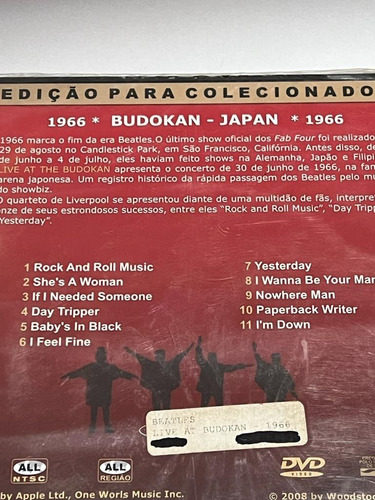 EDIÇÃO PARA COLECIONADO
1966 * BUDOKAN - JAPAN * 1966
1966 marca o fim da era Beatles.O último show oficial dos Fab Four foi realizado
29 de agosto no Candlestick Park, em São Francisco, Califórnia. Antes disso, de
de junho a 4 de julho, eles haviam feito shows na Alemanha, Japão e Filip
LIVE AT THE BUDOKAN apresenta o concerto de 30 de junho de 1966, na fan
arena japonesa. Um registro histórico da rápida passagem dos Beatles pelo mu
do showbiz.
O quarteto de Liverpool se apresentou diante de uma multidão de fãs, interpret
onze de seus estrondosos sucessos, entre eles "Rock and Roll Music", "Day Tripp
Yesterday".
1 Rock And Roll Music
2 She's A Woman
3 If I Needed Someone
4 Day Tripper
5 Baby's In Black
6 I Feel Fine
7 Yesterday
8 I Wanna Be Your Man
9 Nowhere Man
10 Paperback Writer
11 I'm Down
BEATLES
LIVE AT BUDOKAN 1966
ALL
NTSC
ALL
REGIÃO
DVD
VIDEO
by Apple Ltd., One Worls Music Inc.
© 2008 by Woodstoc